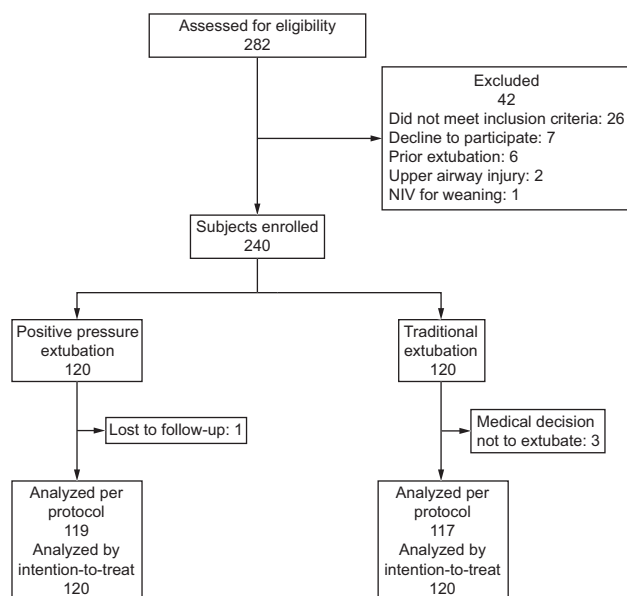 Assessed for eligibility
282
Excluded
42
Did not meet inclusion criteria: 26
Decline to participate: 7
Prior extubation: 6
Upper airway injury: 2
NIV for weaning: 1
Subjects enrolled
240
Positive pressure
extubation
120
Traditional
extubation
120
Lost to follow-up: 1
Medical decision
not to extubate: 3
Analyzed per
protocol
119
Analyzed by
intention-to-treat
120
Analyzed per
protocol
117
Analyzed by
intention-to-treat
120